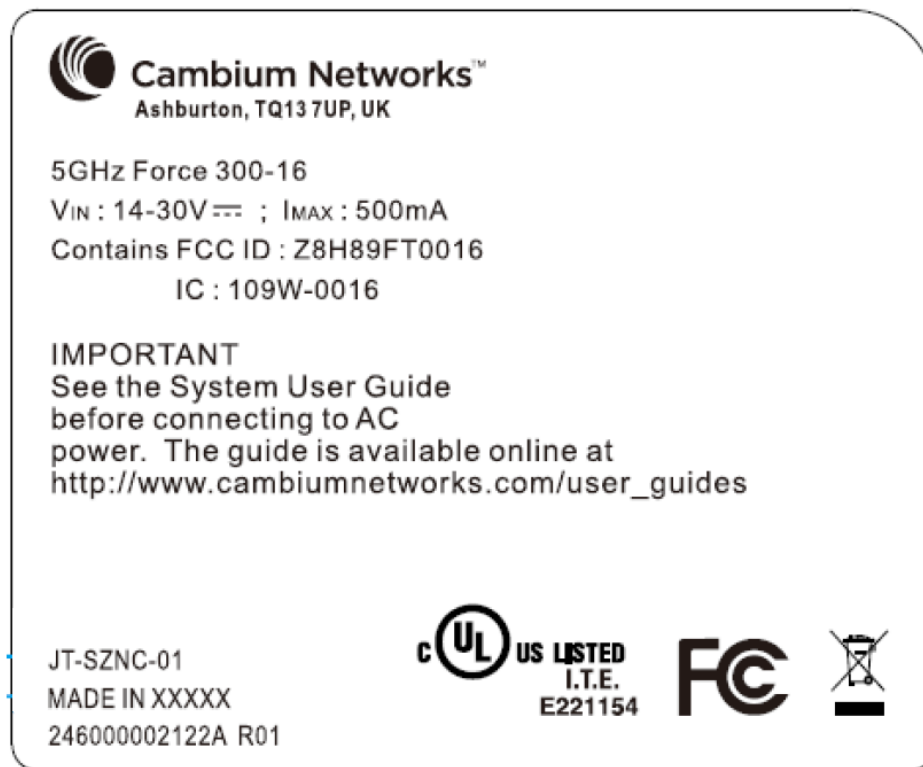 Cambium Networks™
Ashburton, TQ13 7UP, UK
5GHz Force 300-16
VIN : 14-30V ⎓ ; IMAX : 500mA
Contains FCC ID : Z8H89FT0016
IC : 109W-0016
IMPORTANT
See the System User Guide
before connecting to AC
power. The guide is available online at
http://www.cambiumnetworks.com/user_guides
JT-SZNC-01
MADE IN XXXXX
246000002122A R01
C UL US LISTED
I.T.E.
E221154
FC